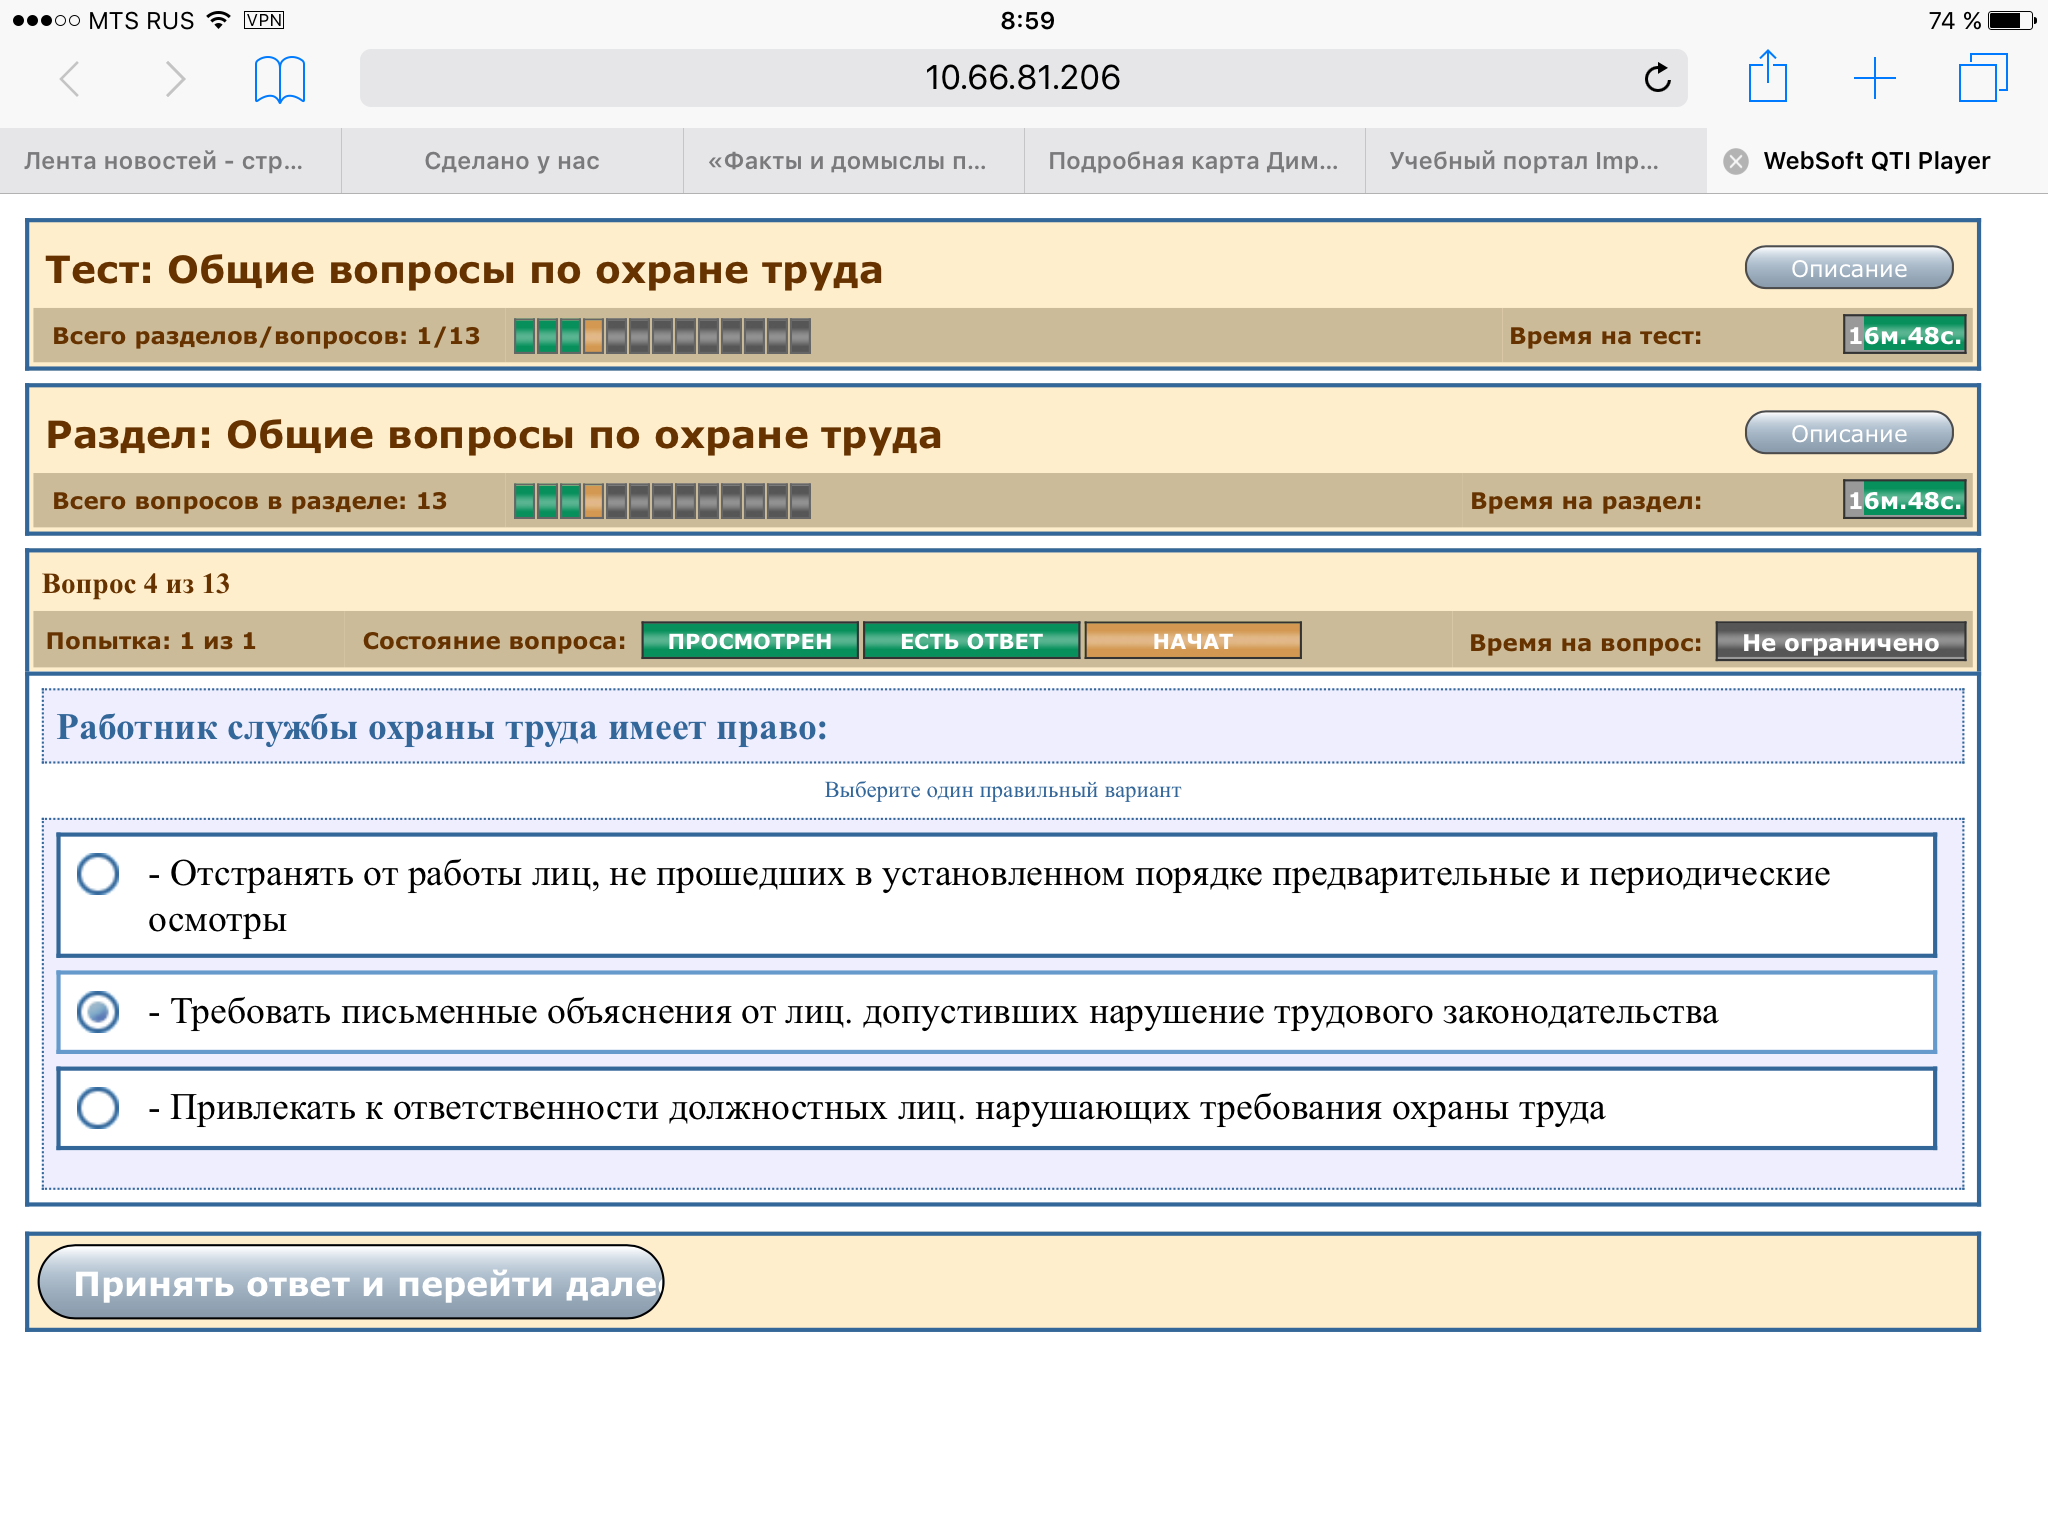 MTS RUS VPN 8:59 74 %
10.66.81.206
Лента новостей - стр... Сделано у нас «Факты и домыслы п... Подробная карта Дим... Учебный портал Imp... WebSoft QTI Player
Тест: Общие вопросы по охране труда Описание
Всего разделов/вопросов: 1/13 Время на тест: 16м.48с.
Раздел: Общие вопросы по охране труда Описание
Всего вопросов в разделе: 13 Время на раздел: 16м.48с.
Вопрос 4 из 13
Попытка: 1 из 1 Состояние вопроса: ПРОСМОТРЕН ЕСТЬ ОТВЕТ НАЧАТ Время на вопрос: Не ограничено
Работник службы охраны труда имеет право:
Выберите один правильный вариант
- Отстранять от работы лиц, не прошедших в установленном порядке предварительные и периодические
осмотры
- Требовать письменные объяснения от лиц. допустивших нарушение трудового законодательства
- Привлекать к ответственности должностных лиц. нарушающих требования охраны труда
Принять ответ и перейти дале